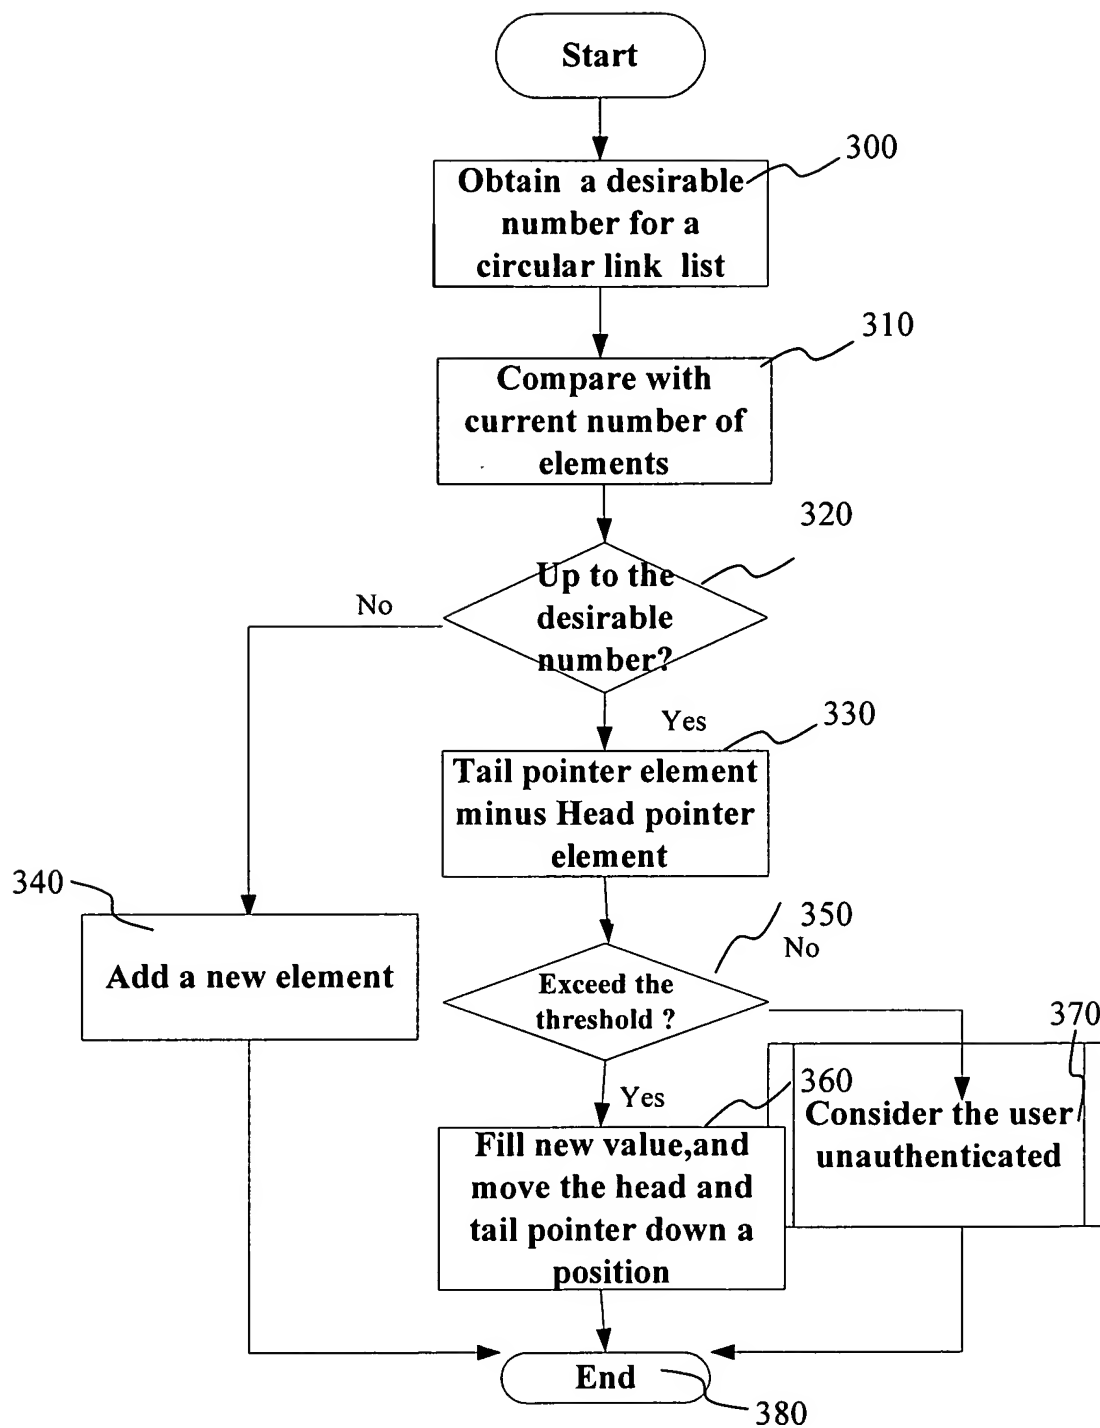 Start
300
Obtain a desirable
number for a
circular link list
310
Compare with
current number of
elements
320
Up to the
desirable
number?
No
Yes
330
Tail pointer element
minus Head pointer
element
340
Add a new element
350
No
Exceed the
threshold ?
370
Yes
360
Consider the user
unauthenticated
Fill new value,and
move the head and
tail pointer down a
position
End
380